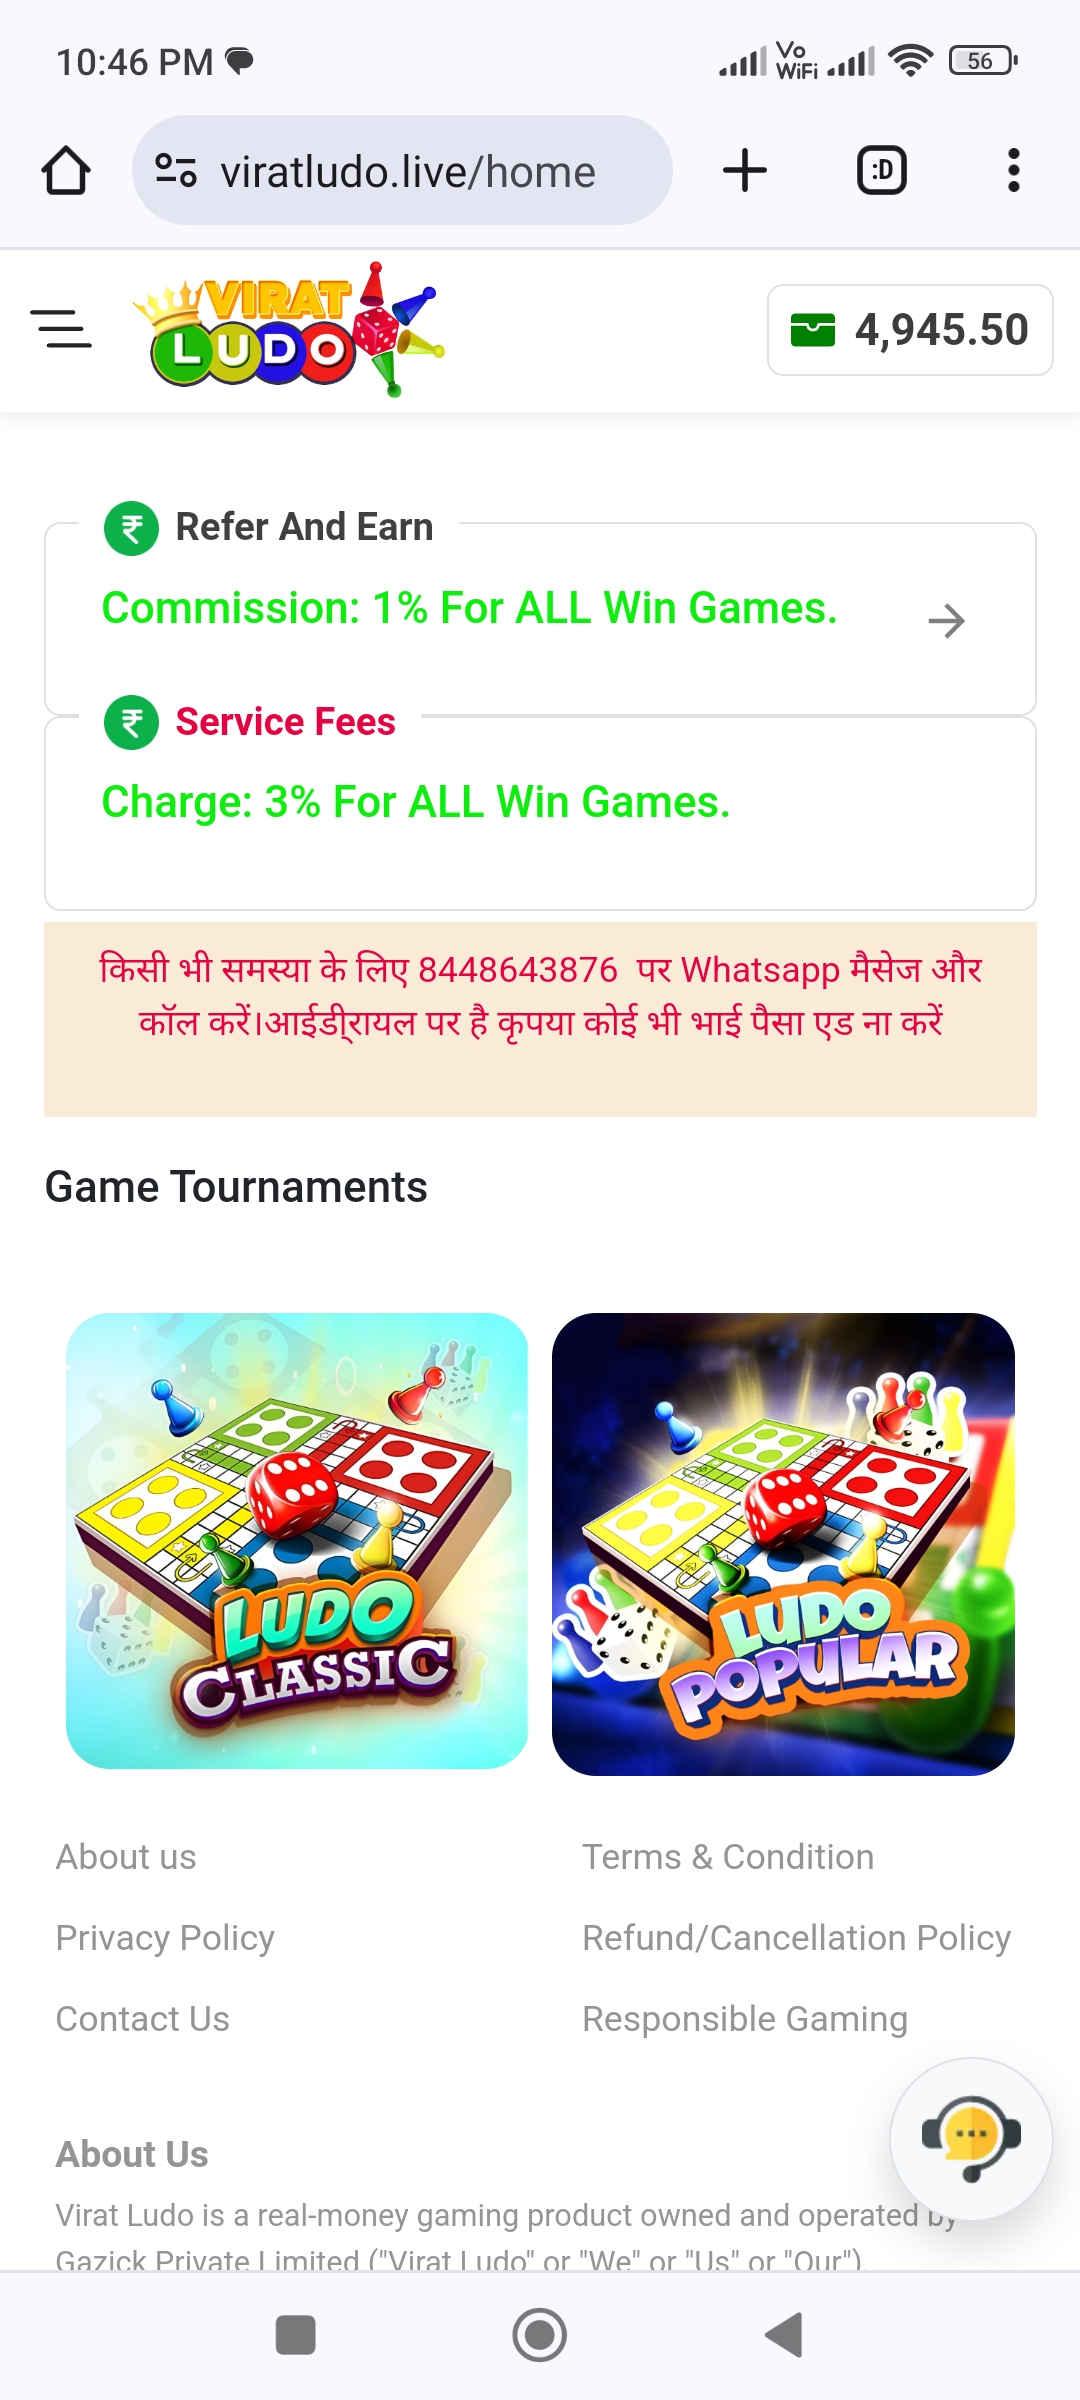 10:46 PM
Vo
WiFi
56
viratludo.live/home
:D
VIRAT
LUDO
4,945.50
Refer And Earn
Commission: 1% For ALL Win Games.
Service Fees
Charge: 3% For ALL Win Games.
किसी भी समस्या के लिए 8448643876 पर Whatsapp मैसेज और
कॉल करें।आईडी्रायल पर है कृपया कोई भी भाई पैसा एड ना करें
Game Tournaments
LUDO
CLASSIC
LUDO
POPULAR
About us
Terms & Condition
Privacy Policy
Refund/Cancellation Policy
Contact Us
Responsible Gaming
About Us
Virat Ludo is a real-money gaming product owned and operated by
Gazick Private Limited ("Virat Ludo" or "We" or "Us" or "Our").